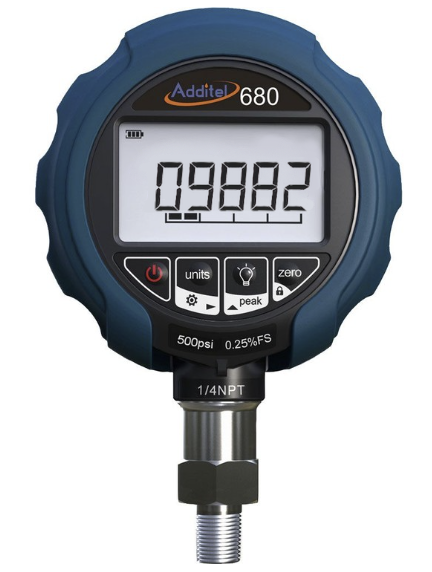 Additel 680
09882
units
zero
peak
500psi 0.25%FS
1/4NPT